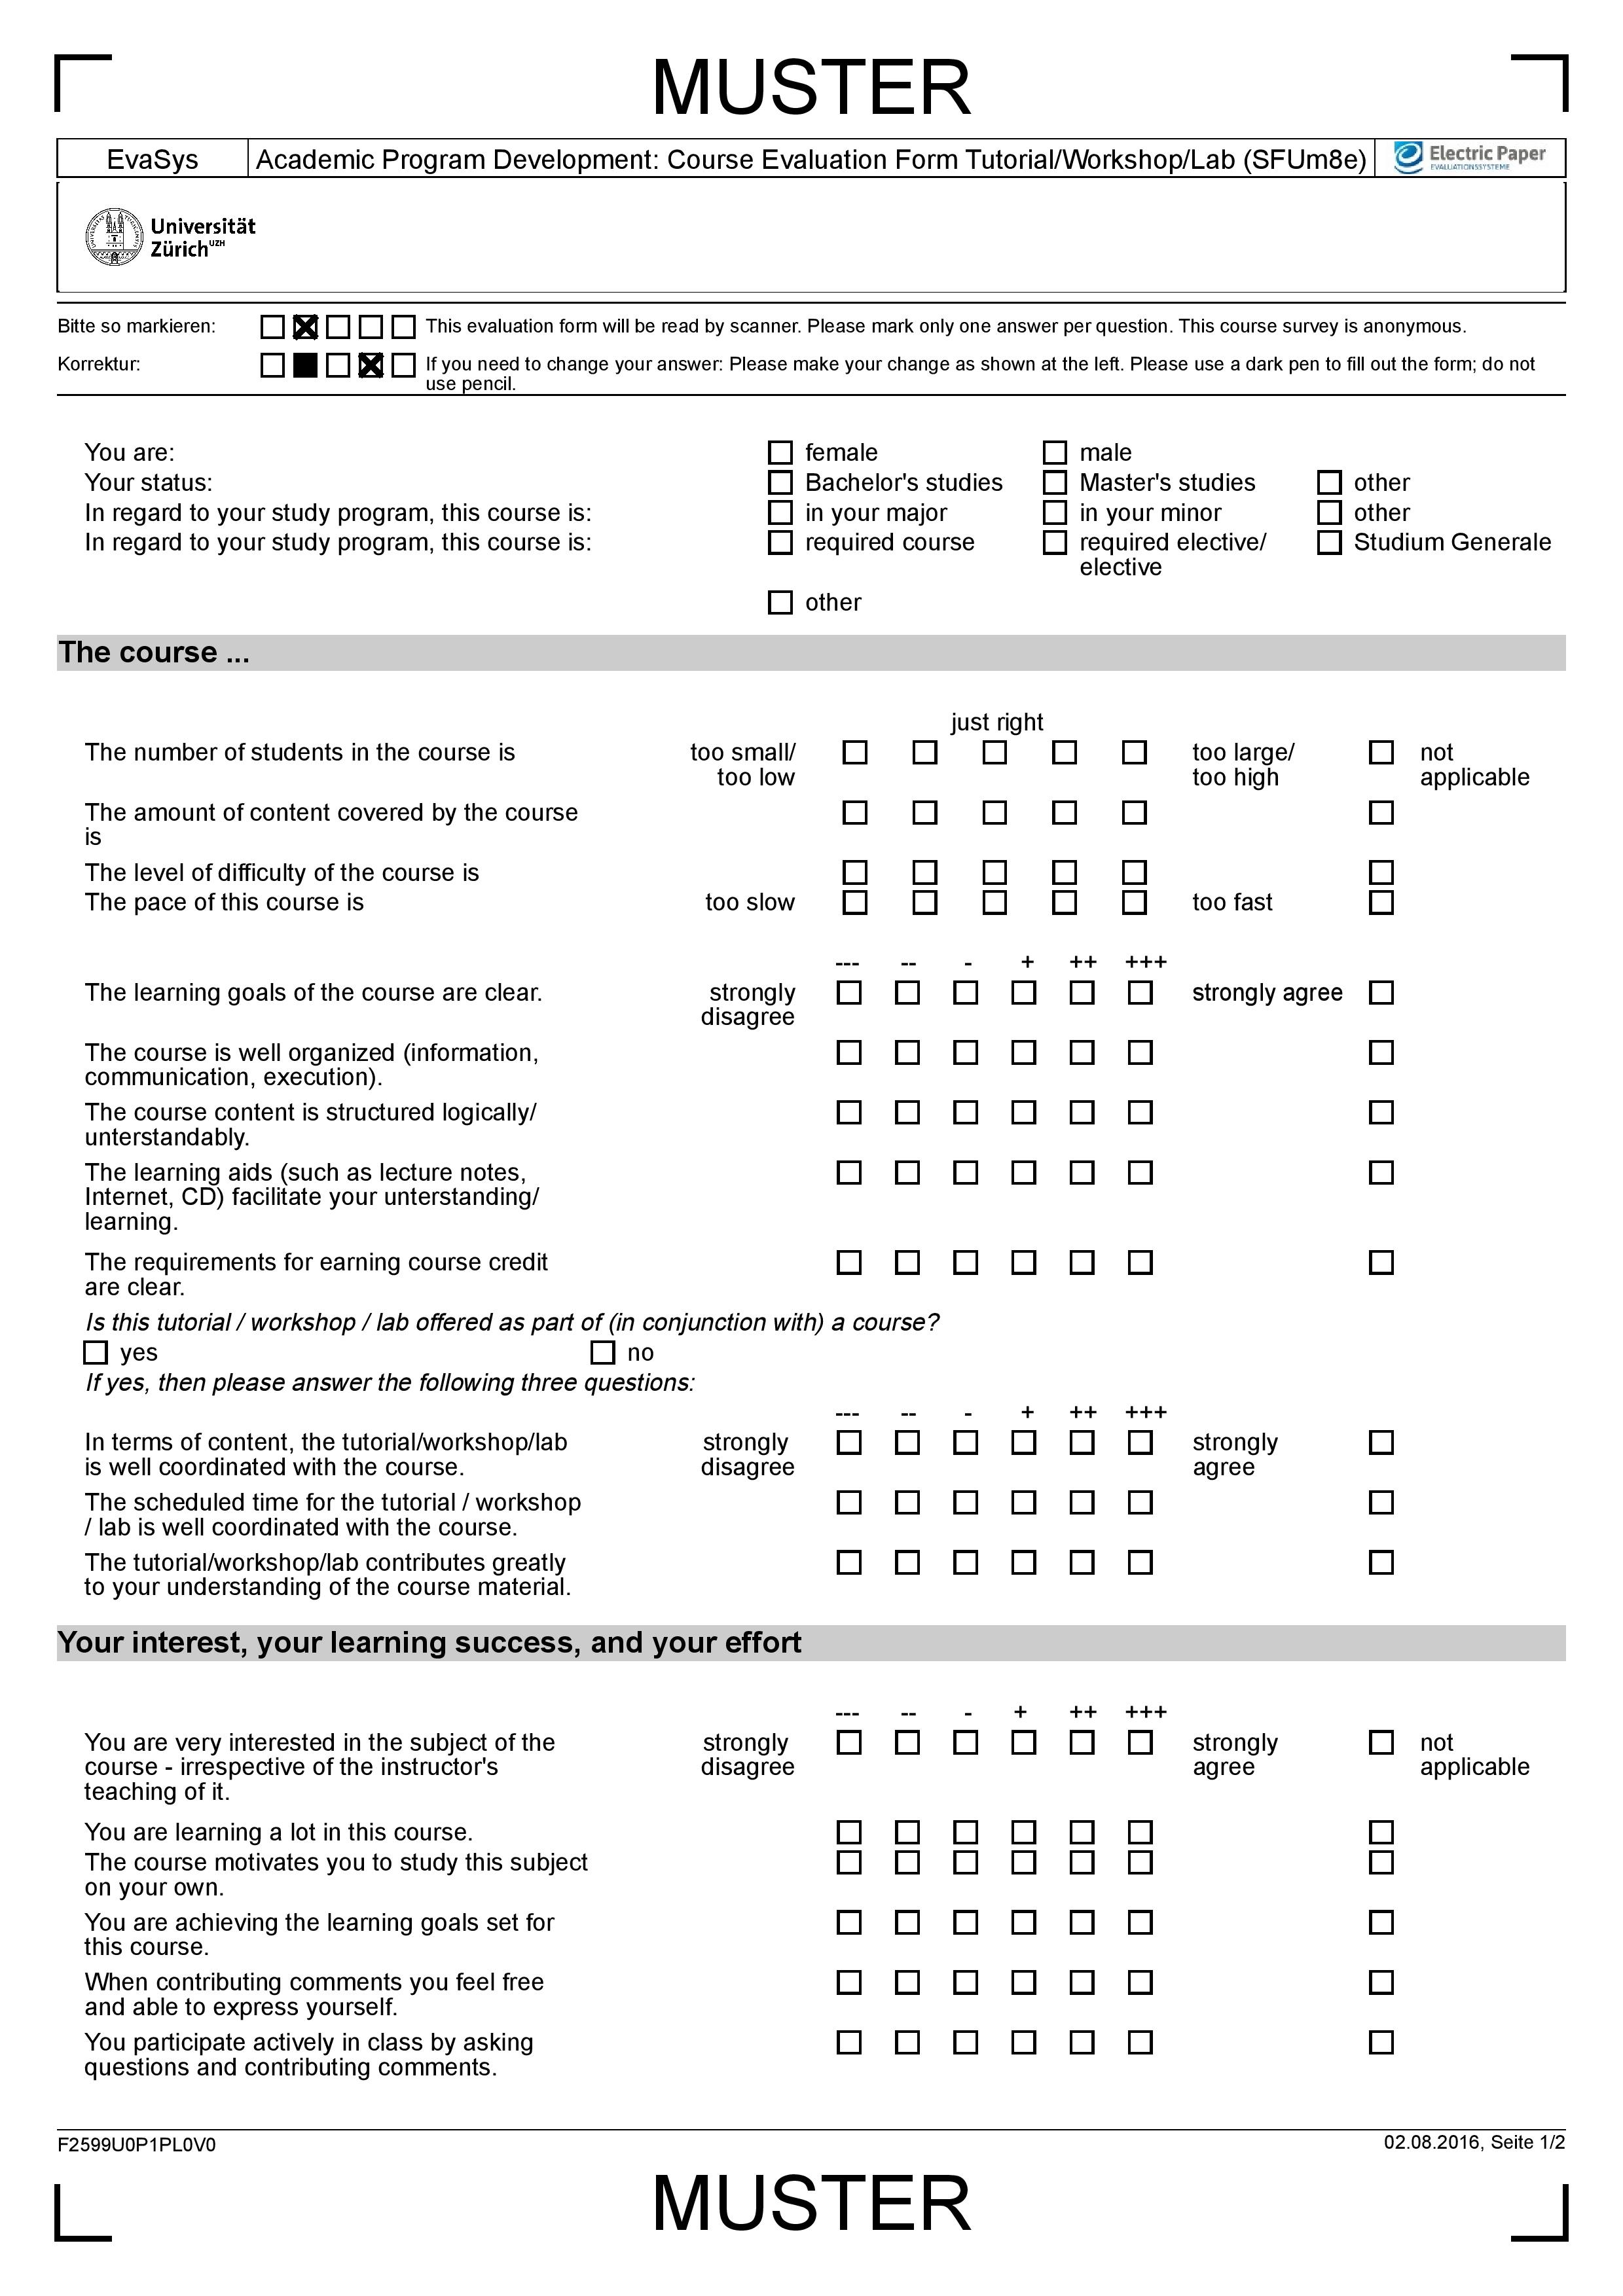 MUSTER
EvaSys Academic Program Development: Course Evaluation Form Tutorial/Workshop/Lab (SFUm8e) Electric Paper
EVALUATIONSSYSTEME
Universität
Zürich UZH
Bitte so markieren: This evaluation form will be read by scanner. Please mark only one answer per question. This course survey is anonymous.
Korrektur: If you need to change your answer: Please make your change as shown at the left. Please use a dark pen to fill out the form; do not
use pencil.
You are: female male
Your status: Bachelor's studies Master's studies other
In regard to your study program, this course is: in your major in your minor other
In regard to your study program, this course is: required course required elective/ Studium Generale
elective
other
The course ...
just right
The number of students in the course is too small/ too large/ not
too low too high applicable
The amount of content covered by the course
is
The level of difficulty of the course is
The pace of this course is too slow too fast
--- -- - + ++ +++
The learning goals of the course are clear. strongly strongly agree
disagree
The course is well organized (information,
communication, execution).
The course content is structured logically/
unterstandably.
The learning aids (such as lecture notes,
Internet, CD) facilitate your unterstanding/
learning.
The requirements for earning course credit
are clear.
Is this tutorial / workshop / lab offered as part of (in conjunction with) a course?
yes no
If yes, then please answer the following three questions:
--- -- - + ++ +++
In terms of content, the tutorial/workshop/lab strongly strongly
is well coordinated with the course. disagree agree
The scheduled time for the tutorial / workshop
/ lab is well coordinated with the course.
The tutorial/workshop/lab contributes greatly
to your understanding of the course material.
Your interest, your learning success, and your effort
--- -- - + ++ +++
You are very interested in the subject of the strongly strongly not
course - irrespective of the instructor's disagree agree applicable
teaching of it.
You are learning a lot in this course.
The course motivates you to study this subject
on your own.
You are achieving the learning goals set for
this course.
When contributing comments you feel free
and able to express yourself.
You participate actively in class by asking
questions and contributing comments.
F2599U0P1PL0V0 02.08.2016, Seite 1/2
MUSTER